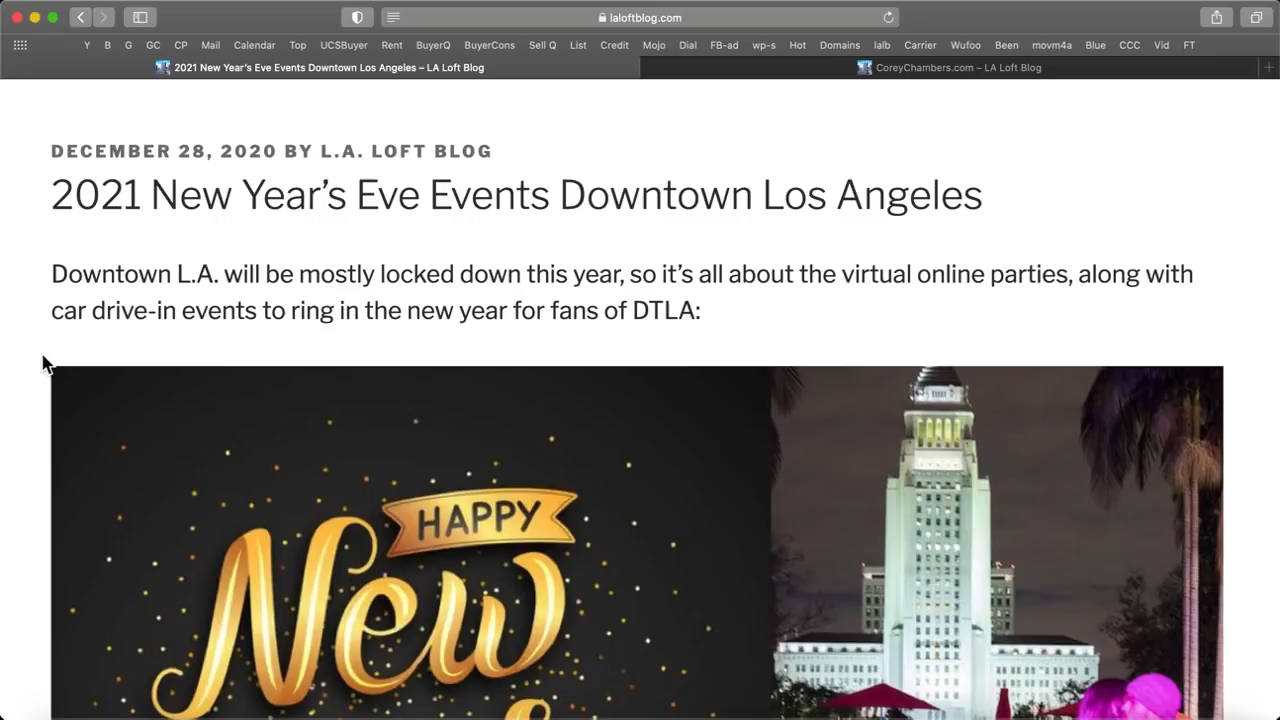 laloftblog.com
Y B G GC CP Mail Calendar Top UCSBuyer Rent BuyerQ BuyerCons Sell Q List Credit Mojo Dial FB-ad wp-s Hot Domains lalb Carrier Wufoo Been movm4a Blue CCC Vid FT
2021 New Year’s Eve Events Downtown Los Angeles – LA Loft Blog
CoreyChambers.com – LA Loft Blog
DECEMBER 28, 2020 BY L.A. LOFT BLOG
2021 New Year’s Eve Events Downtown Los Angeles
Downtown L.A. will be mostly locked down this year, so it’s all about the virtual online parties, along with
car drive-in events to ring in the new year for fans of DTLA:
HAPPY
New